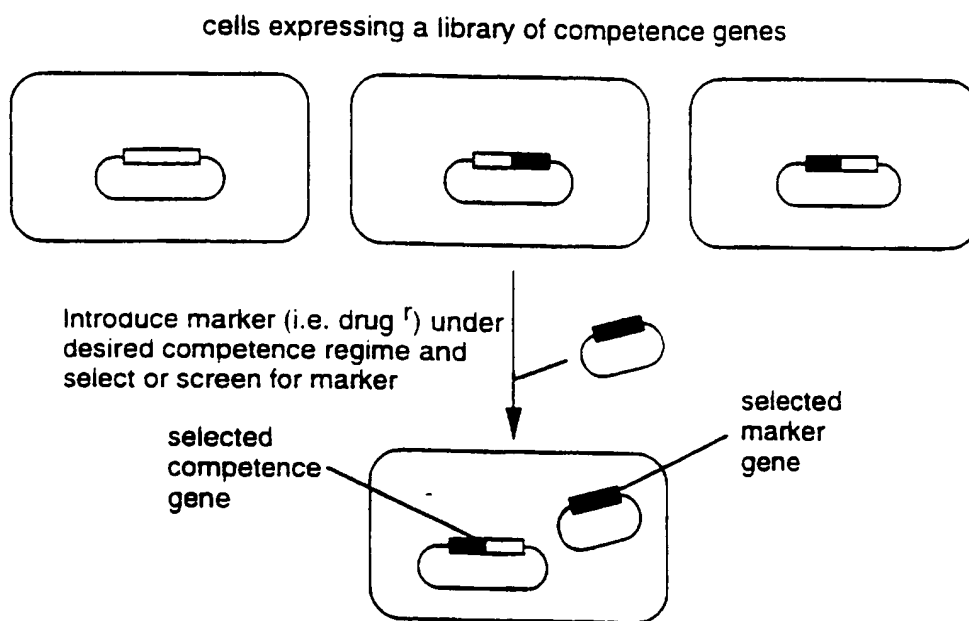 cells expressing a library of competence genes
Introduce marker (i.e. drug ʳ) under
desired competence regime and
select or screen for marker
selected
marker
gene
selected
competence
gene